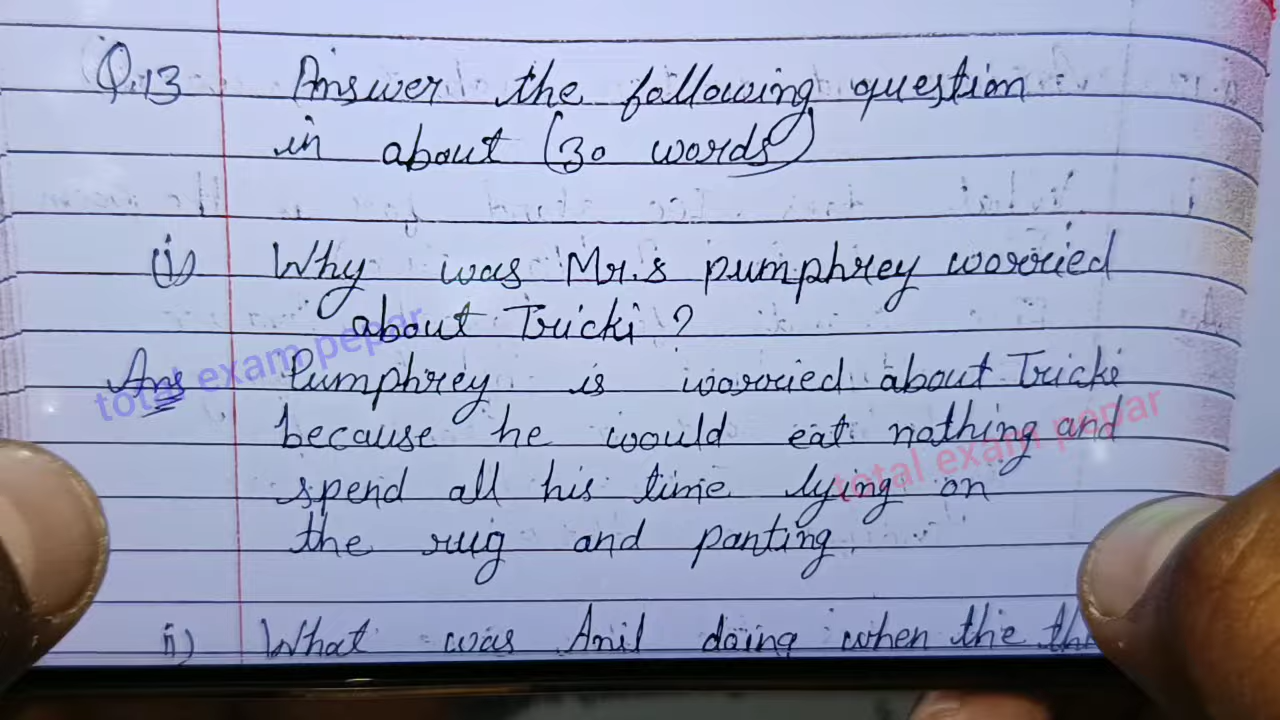 Q.13 Answer the following question
in about (30 words)
(i) Why was Mr.s pumphrey worried
about Tricki ?
Ans Pumphrey is worried about Tricki
because he would eat nothing and
spend all his time lying on
the rug and panting.
ii) What was Anil doing when the
total exam pepar
total exam pepar